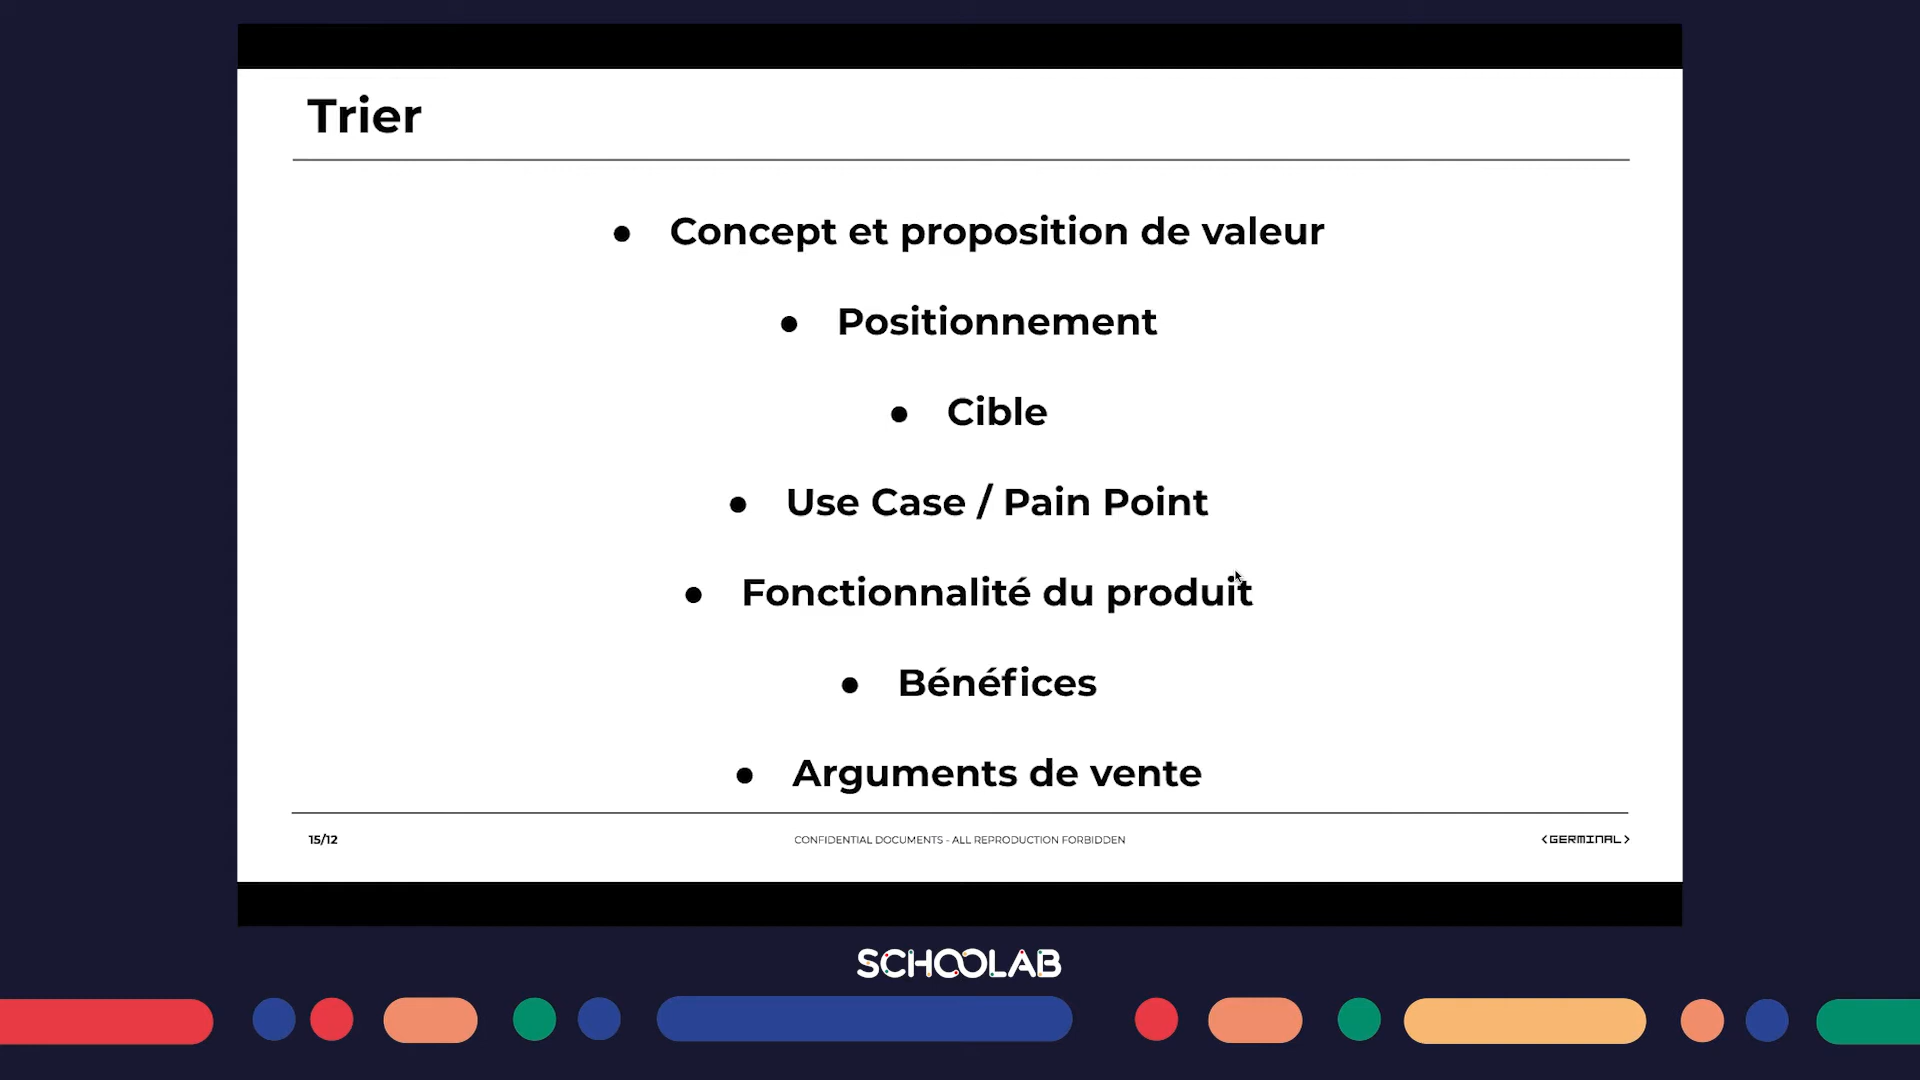 Trier
● Concept et proposition de valeur
● Positionnement
● Cible
● Use Case / Pain Point
● Fonctionnalité du produit
● Bénéfices
● Arguments de vente
15/12
CONFIDENTIAL DOCUMENTS - ALL REPRODUCTION FORBIDDEN
<GERMINAL>
SCHOOLAB